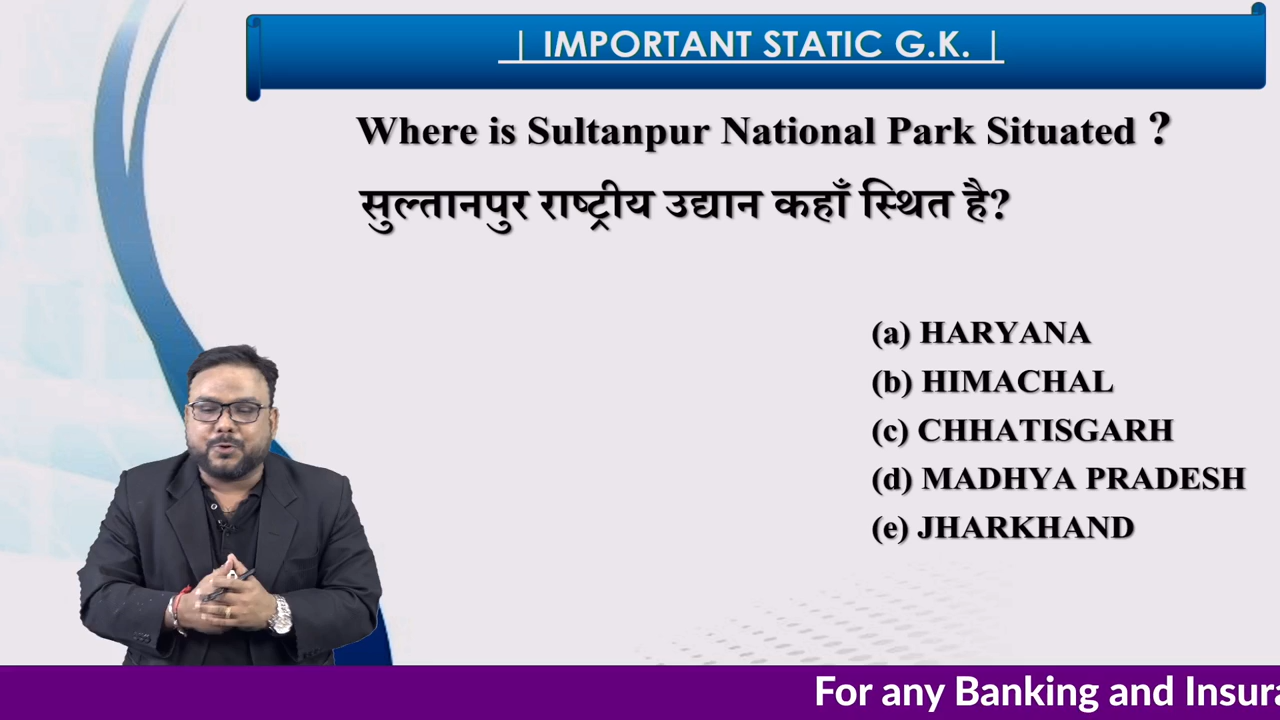 | IMPORTANT STATIC G.K. |
Where is Sultanpur National Park Situated ?
सुल्तानपुर राष्ट्रीय उद्यान कहाँ स्थित है?
(a) HARYANA
(b) HIMACHAL
(c) CHHATISGARH
(d) MADHYA PRADESH
(e) JHARKHAND
For any Banking and Insura